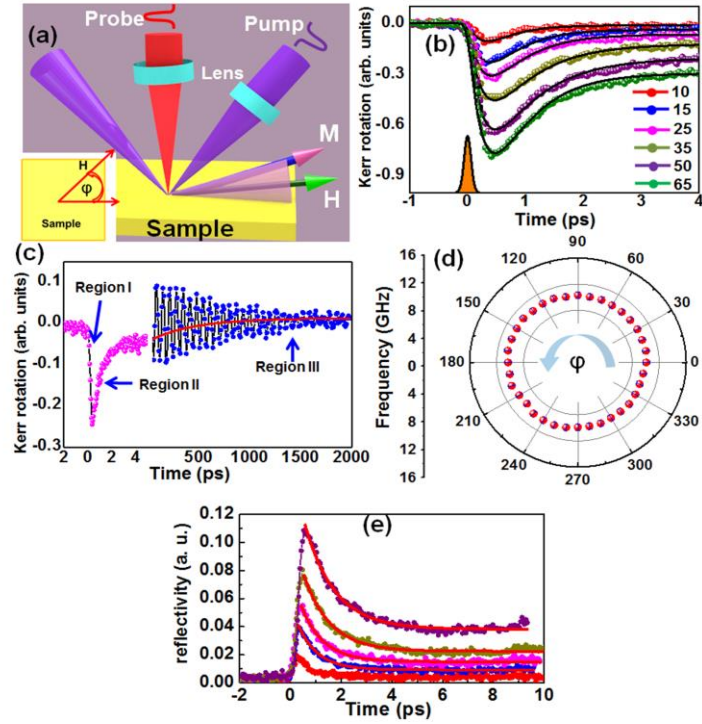 (a)
Probe
Pump
Lens
M
H
H
φ
Sample
Sample
(b)
Kerr rotation (arb. units)
0.0
-0.3
-0.6
-0.9
10
15
25
35
50
65
-1 0 1 2 3 4
Time (ps)
(c)
Kerr rotation (arb. units)
0.1
0.0
-0.1
-0.2
-0.3
Region I
Region II
Region III
2 0 2 4 500 1000 1500 2000
Time (ps)
(d)
Frequency (GHz)
16
14
12
10
8
10
12
14
16
90
60
30
0
330
300
270
240
210
180
150
120
φ
(e)
reflectivity (a. u.)
0.12
0.10
0.08
0.06
0.04
0.02
0.00
-2 0 2 4 6 8 10
Time (ps)